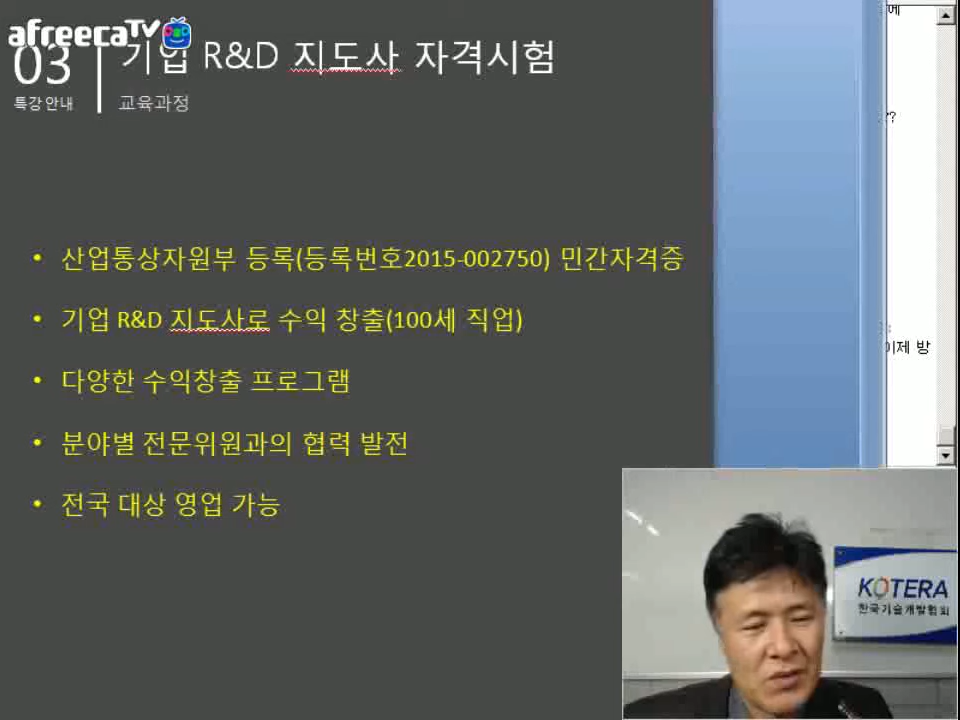 afreecaTV
03
기업 R&D 지도사 자격시험
특강 안내
교육과정
• 산업통상자원부 등록(등록번호2015-002750) 민간자격증
• 기업 R&D 지도사로 수익 창출(100세 직업)
• 다양한 수익창출 프로그램
• 분야별 전문위원과의 협력 발전
• 전국 대상 영업 가능
??
이제 방
KOTERA
한국기술개발협회